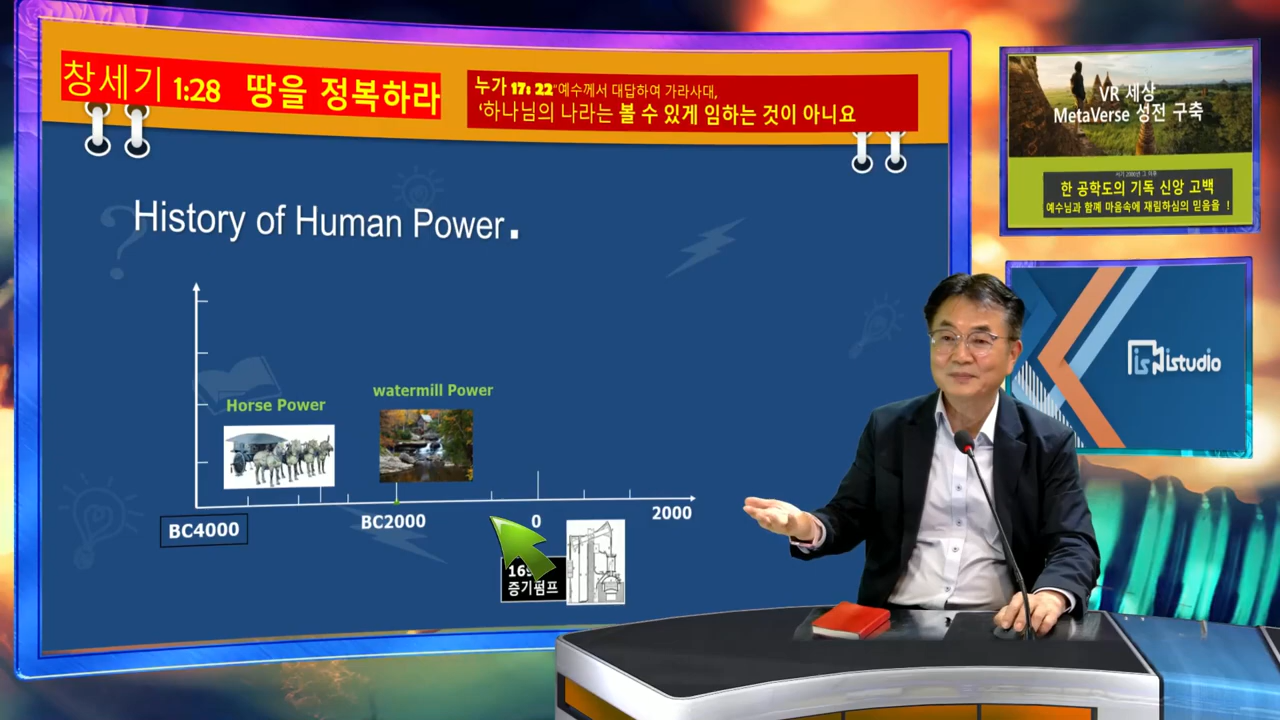 창세기 1:28 땅을 정복하라
누가 17: 22"예수께서 대답하여 가라사대,
'하나님의 나라는 볼 수 있게 임하는 것이 아니요
History of Human Power.
Horse Power
watermill Power
BC4000
BC2000
0
2000
증기펌프
VR 세상
MetaVerse 성전 구축
한 공학도의 기독 신앙 고백
예수님과 함께 마음속에 재림하심의 믿음을 !
is istudio